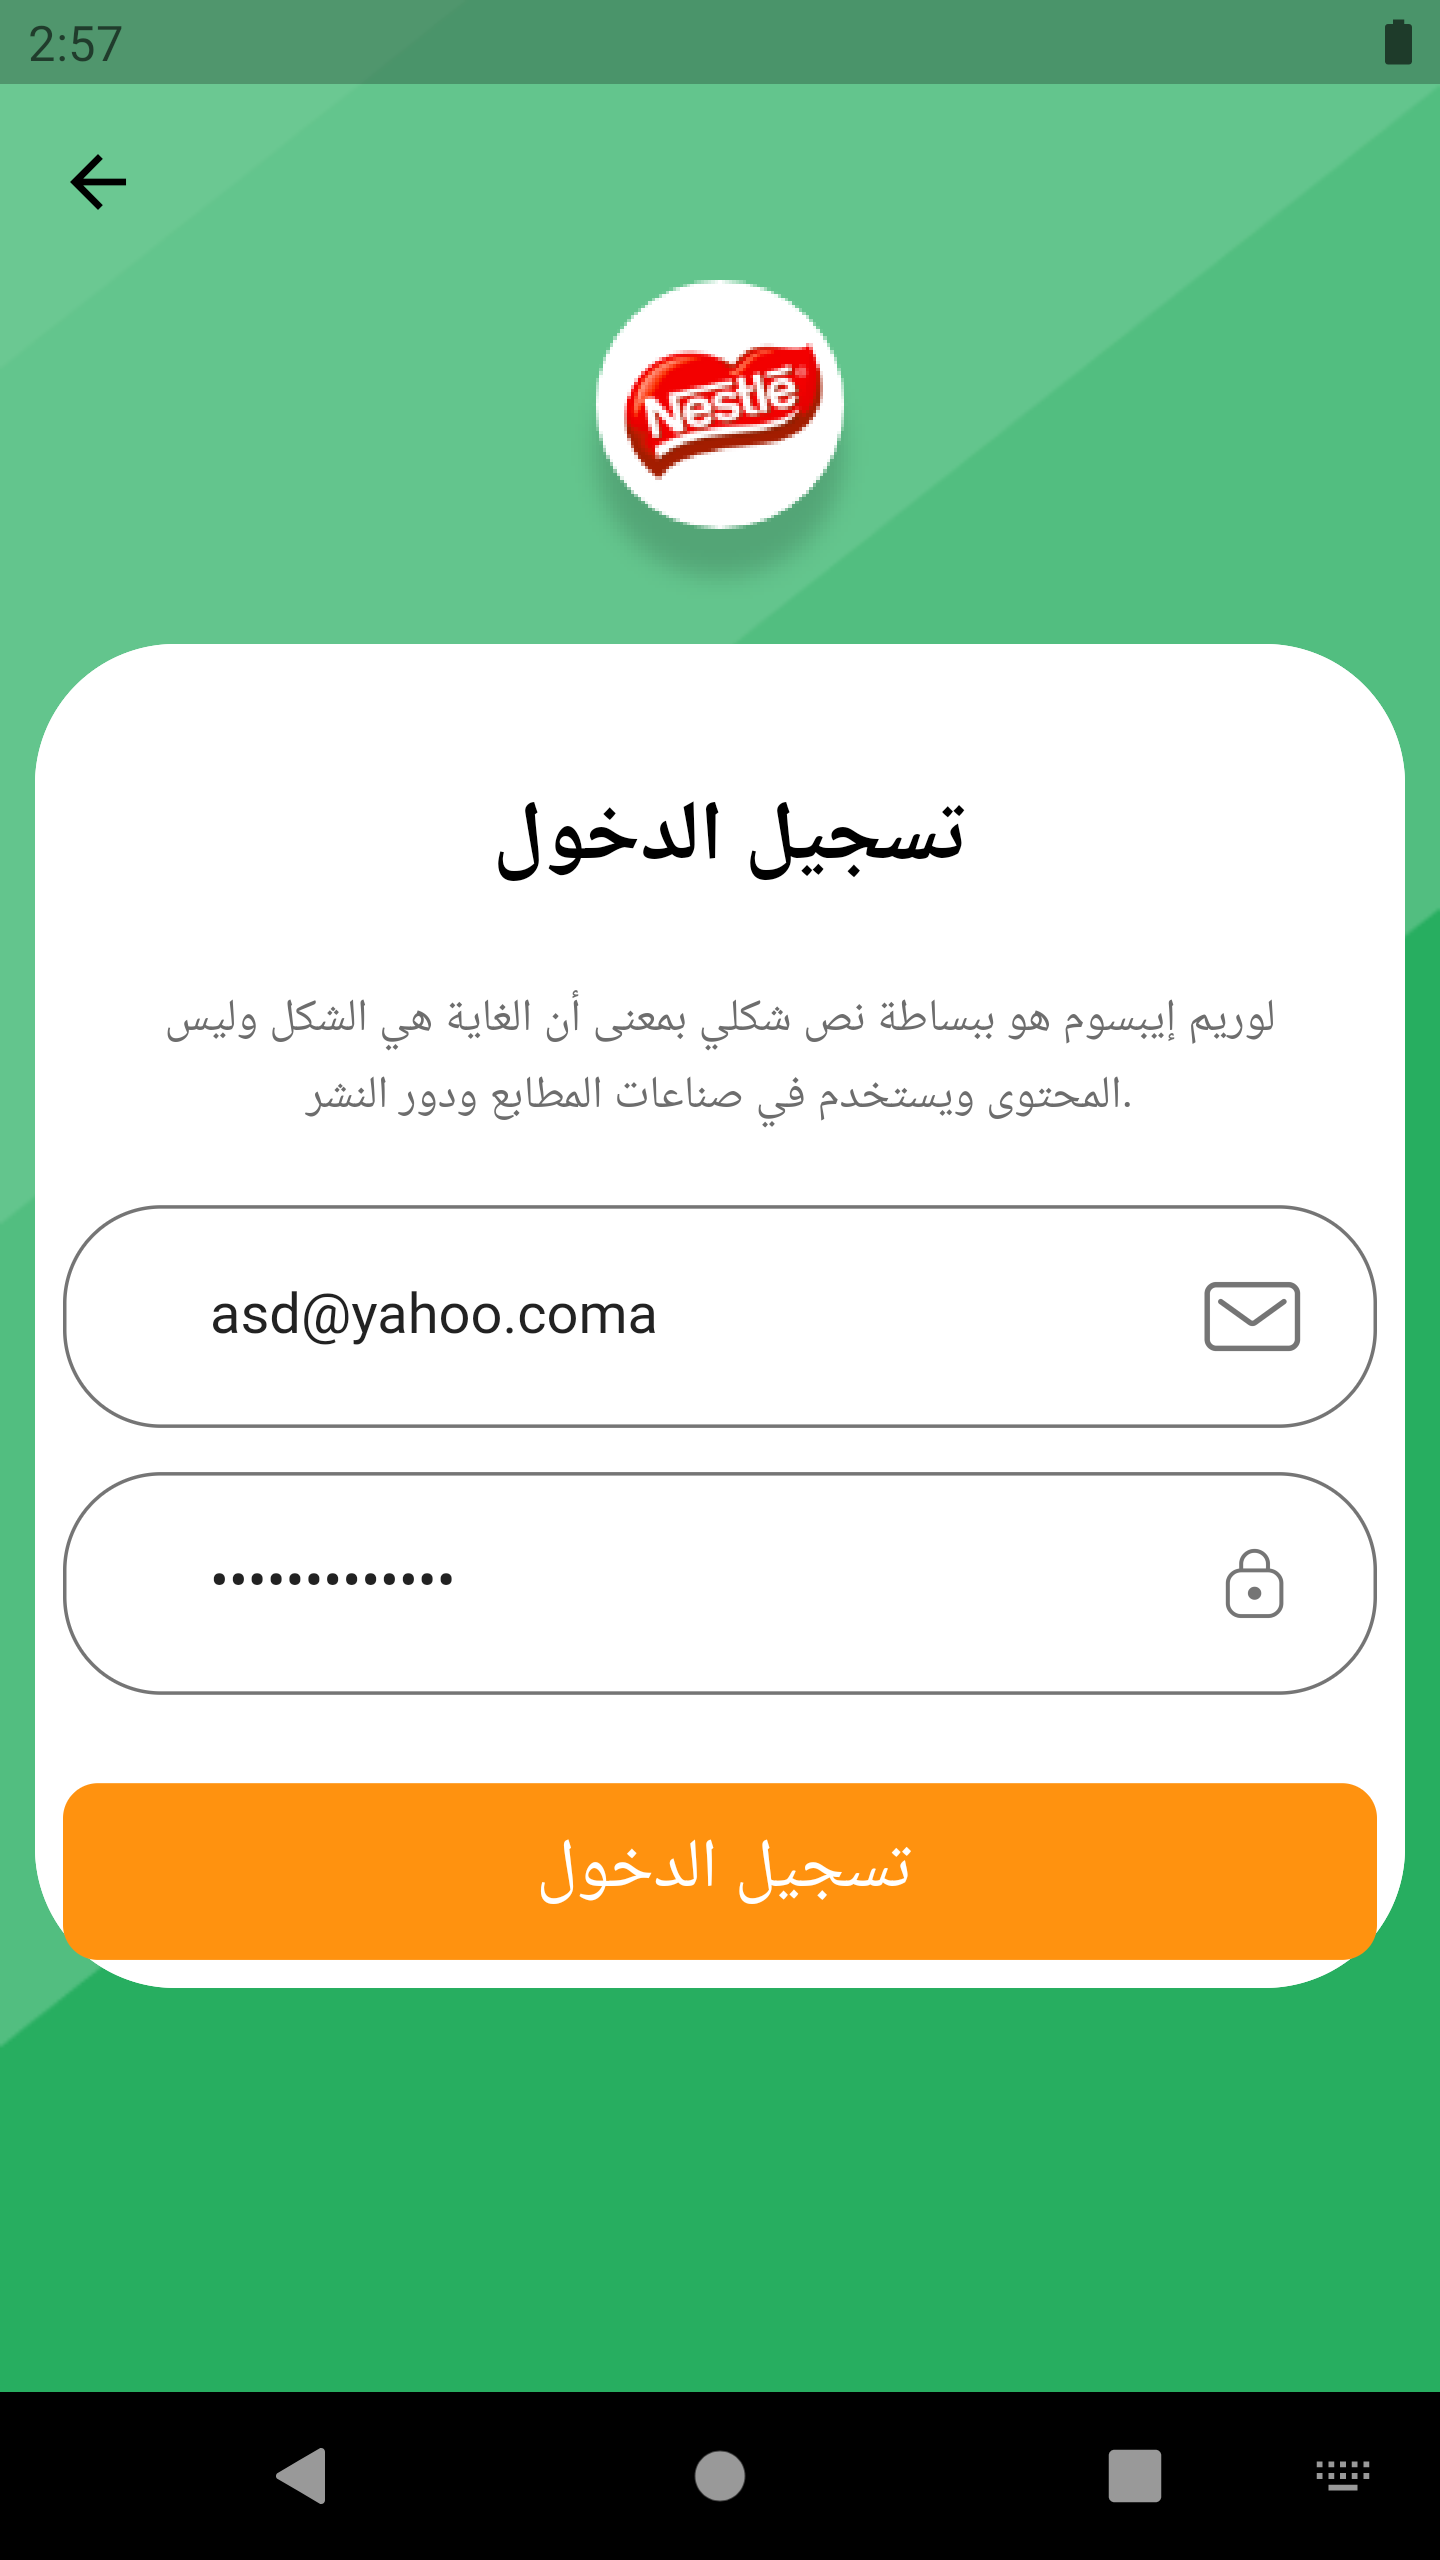 2:57
Nestlé
تسجيل الدخول
لوريم إيبسوم هو ببساطة نص شكلي بمعنى أن الغاية هي الشكل وليس
المحتوى ويستخدم في صناعات المطابع ودور النشر.
asd@yahoo.coma
•••••••••••••
تسجيل الدخول